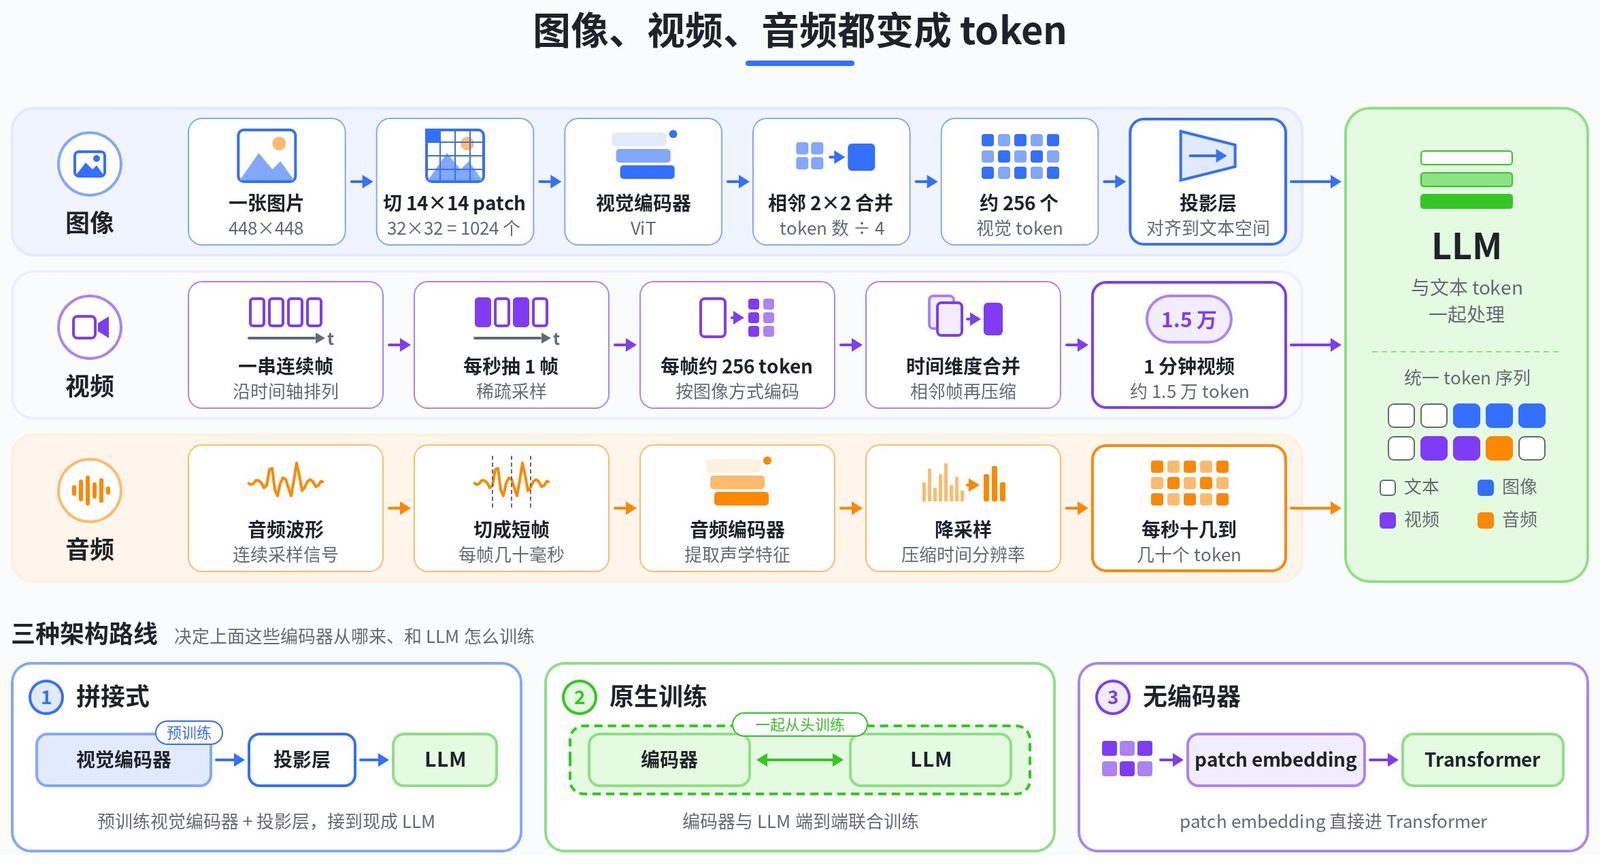 图像、视频、音频都变成 token
图像
一张图片
448×448
切 14×14 patch
32×32 = 1024 个
视觉编码器
ViT
相邻 2×2 合并
token 数 ÷ 4
约 256 个
视觉 token
投影层
对齐到文本空间
视频
t
一串连续帧
沿时间轴排列
t
每秒抽 1 帧
稀疏采样
每帧约 256 token
按图像方式编码
时间维度合并
相邻帧再压缩
1.5 万
1 分钟视频
约 1.5 万 token
音频
音频波形
连续采样信号
切成短帧
每帧几十毫秒
音频编码器
提取声学特征
降采样
压缩时间分辨率
每秒十几到
几十个 token
LLM
与文本 token
一起处理
统一 token 序列
文本
图像
视频
音频
三种架构路线 决定上面这些编码器从哪来、和 LLM 怎么训练
1 拼接式
预训练
视觉编码器
投影层
LLM
预训练视觉编码器 + 投影层，接到现成 LLM
2 原生训练
一起从头训练
编码器
LLM
编码器与 LLM 端到端联合训练
3 无编码器
patch embedding
Transformer
patch embedding 直接进 Transformer